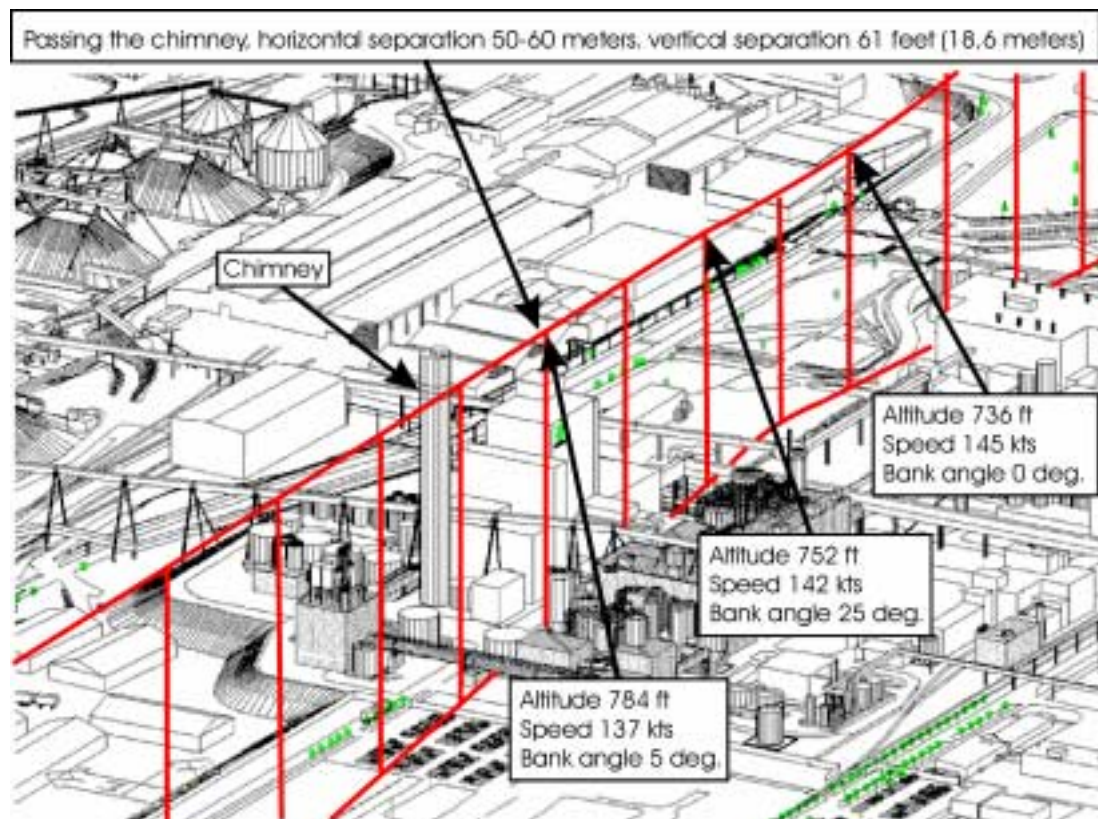 Passing the chimney, horizontal separation 50-60 meters, vertical separation 61 feet (18,6 meters)
Chimney
Altitude 736 ft
Speed 145 kts
Bank angle 0 deg.
Altitude 752 ft
Speed 142 kts
Bank angle 25 deg.
Altitude 784 ft
Speed 137 kts
Bank angle 5 deg.